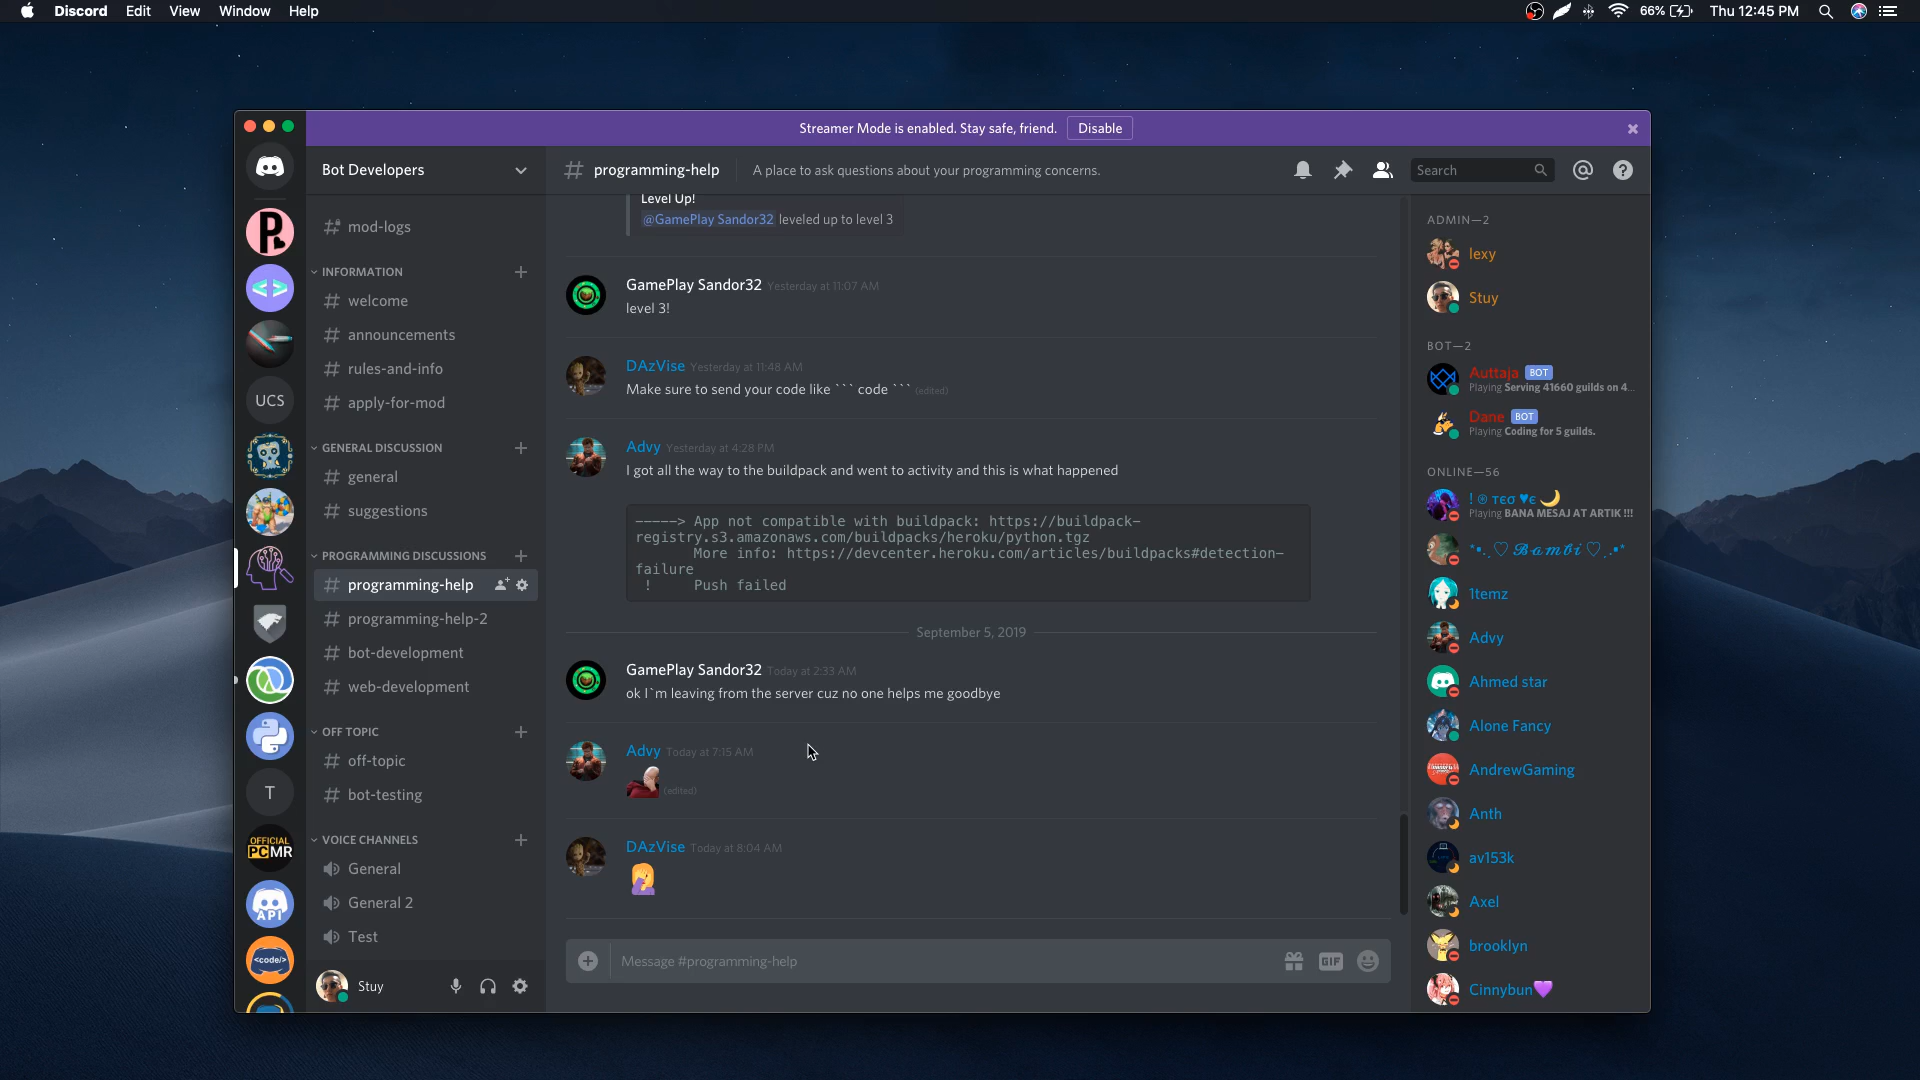 Discord Edit View Window Help
66% Thu 12:45 PM
Streamer Mode is enabled. Stay safe, friend. Disable
Bot Developers
# programming-help A place to ask questions about your programming concerns.
Search
UCS
T
OFFICIAL
PCMR
API
<code/>
# mod-logs
INFORMATION
# welcome
# announcements
# rules-and-info
# apply-for-mod
GENERAL DISCUSSION
# general
# suggestions
PROGRAMMING DISCUSSIONS
# programming-help
# programming-help-2
# bot-development
# web-development
OFF TOPIC
# off-topic
# bot-testing
VOICE CHANNELS
General
General 2
Test
Stuy
Level Up!
@GamePlay Sandor32 leveled up to level 3
GamePlay Sandor32 Yesterday at 11:07 AM
level 3!
DAzVise Yesterday at 11:48 AM
Make sure to send your code like ``` code ``` (edited)
Advy Yesterday at 4:28 PM
I got all the way to the buildpack and went to activity and this is what happened
-----> App not compatible with buildpack: https://buildpack-
registry.s3.amazonaws.com/buildpacks/heroku/python.tgz
More info: https://devcenter.heroku.com/articles/buildpacks#detection-
failure
! Push failed
September 5, 2019
GamePlay Sandor32 Today at 2:33 AM
ok I`m leaving from the server cuz no one helps me goodbye
Advy Today at 7:15 AM
(edited)
DAzVise Today at 8:04 AM
🤦
Message #programming-help
GIF
ADMIN—2
lexy
Stuy
BOT—2
Auttaja BOT
Playing Serving 41660 guilds on 4...
Dane BOT
Playing Coding for 5 guilds.
ONLINE—56
! ⊛ тεσ ♥ε 🌙
Playing BANA MESAJ AT ARTIK !!!
*•.¸♡ 𝓑𝓪𝓶𝓫𝓲 ♡¸.•*
1temz
Advy
Ahmed star
Alone Fancy
AndrewGaming
Anth
av153k
Axel
brooklyn
Cinnybun💜